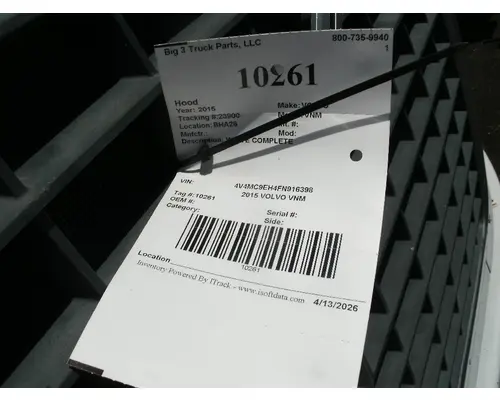 Big 3 Truck Parts, LLC 800-735-9940
1
10261
Hood
Year: 2015 Make:
Tracking #:
Location: Model: VNM
Mod:
Description: COMPLETE
VIN: 4V4MC9EH4FN916398
2015 VOLVO VNM
Tag #: 10261
OEM #: Serial #:
Category: Side:
10261
Location
Inventory Powered By ITrack - www.isoftdata.com 4/13/2026